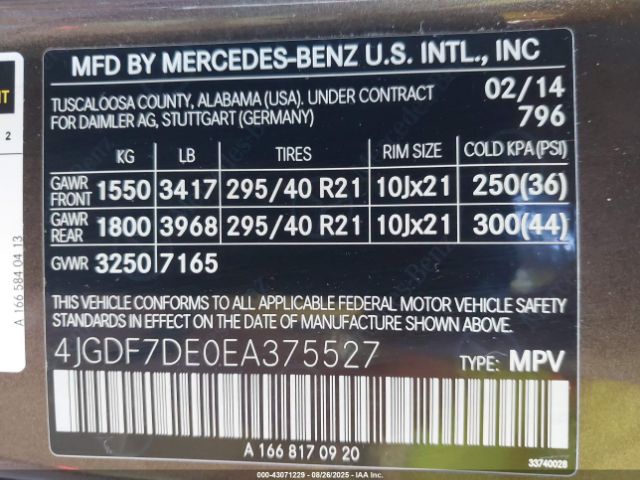 MFD BY MERCEDES-BENZ U.S. INTL., INC
TUSCALOOSA COUNTY, ALABAMA (USA). UNDER CONTRACT 02/14
FOR DAIMLER AG, STUTTGART (GERMANY) 796
KG LB TIRES RIM SIZE COLD KPA(PSI)
GAWR FRONT 1550 3417 295/40 R21 10Jx21 250(36)
GAWR REAR 1800 3968 295/40 R21 10Jx21 300(44)
GVWR 3250 7165
THIS VEHICLE CONFORMS TO ALL APPLICABLE FEDERAL MOTOR VEHICLE SAFETY
STANDARDS IN EFFECT ON THE DATE OF MANUFACTURE SHOWN ABOVE.
4JGDF7DE0EA375527 TYPE: MPV
A 166 817 09 20
33740028
A 166 584 04 13
2
©2025 - 43071229 - 08/26/2025 - IAAI.COM